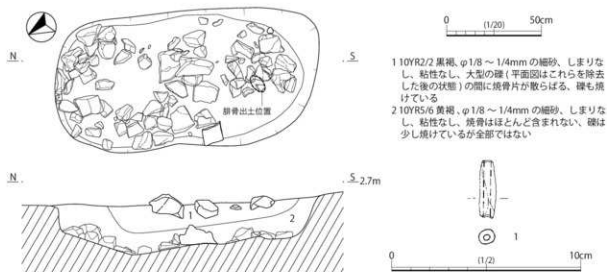 N
S
腓骨出土位置
N
S
2.7m
1
2
0
(1/20)
50cm
1 10YR2/2 黒褐、φ1/8 ～ 1/4mm の細砂、しまりな
し、粘性なし、大型の礫 ( 平面図はこれらを除去
した後の状態 ) の間に焼骨片が散らばる、礫も焼
けている
2 10YR5/6 黄褐、φ1/8 ～ 1/4mm の細砂、しまりな
し、粘性なし、焼骨はほとんど含まれない、礫は
少し焼けているが全部ではない
1
0
(1/2)
10cm